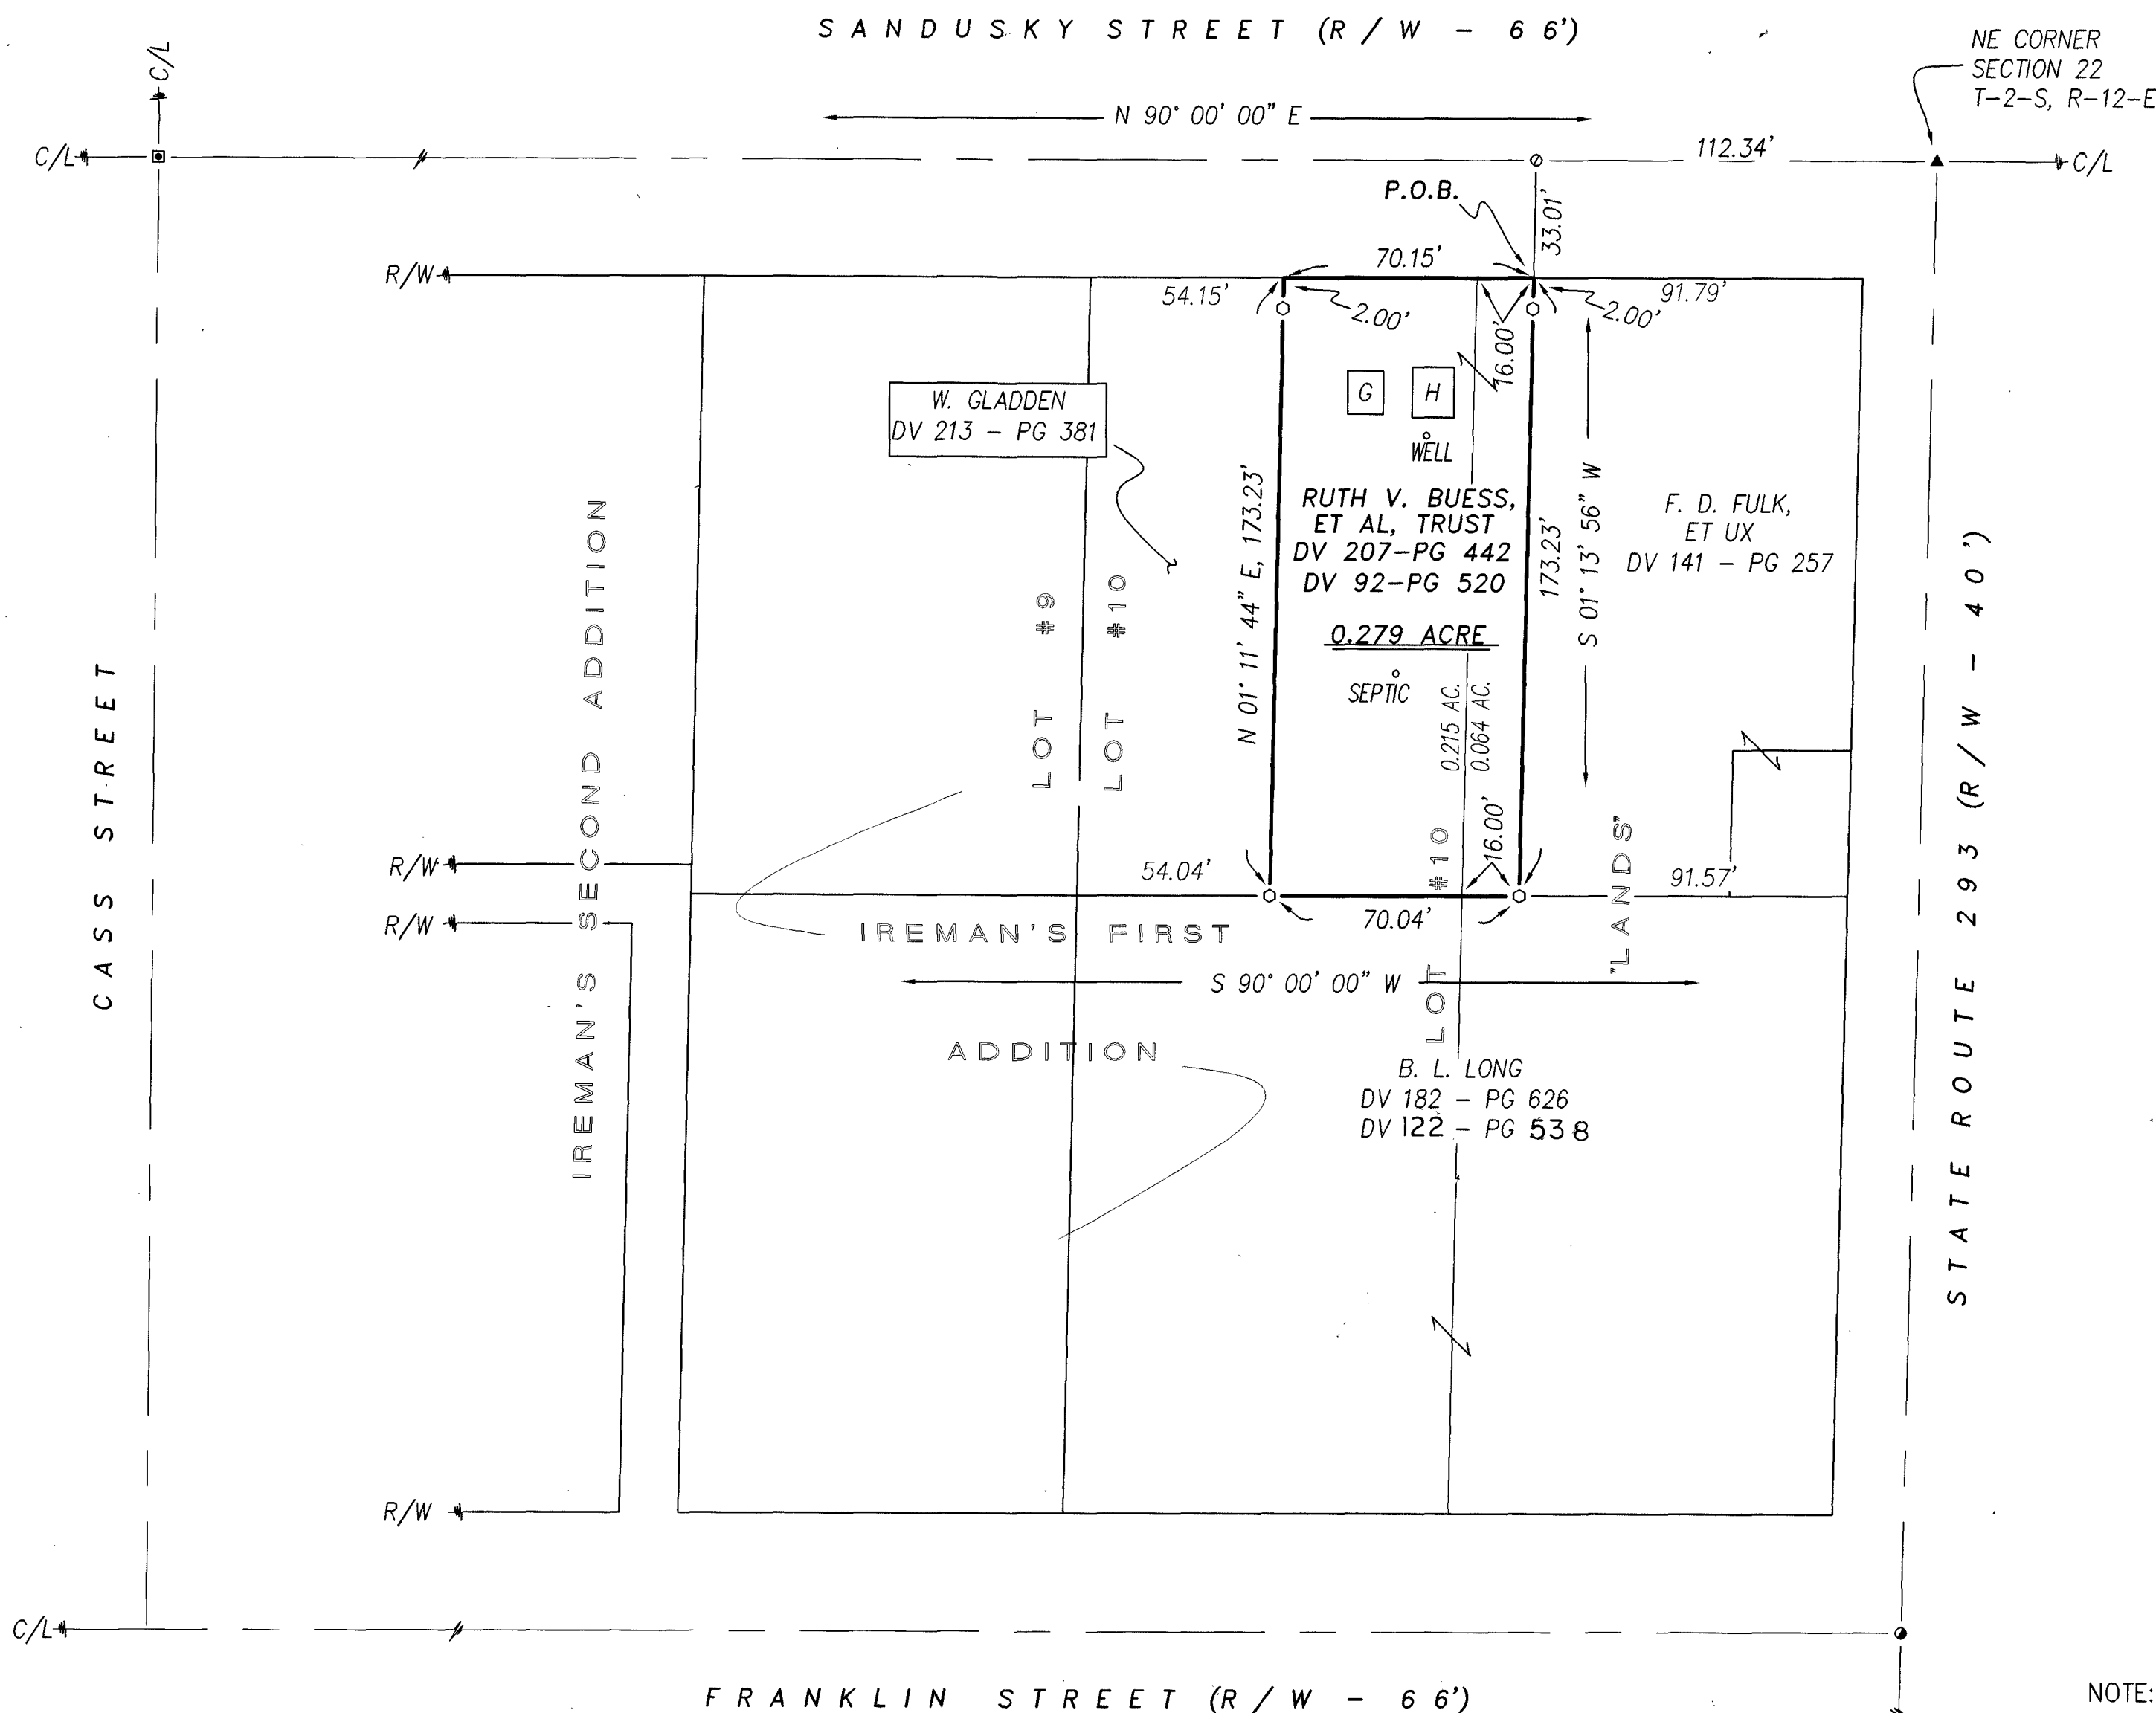 SANDUSKY STREET (R/W - 66')
NE CORNER
SECTION 22
T-2-S, R-12-E
C/L
N 90° 00' 00" E
C/L
112.34'
C/L
P.O.B.
33.01'
R/W
70.15'
54.15'
2.00'
2.00'
91.79'
16.00'
W. GLADDEN
DV 213 - PG 381
G
H
WELL
RUTH V. BUESS,
ET AL, TRUST
DV 207-PG 442
DV 92-PG 520
0.279 ACRE
SEPTIC
N 01° 11' 44" E, 173.23'
173.23'
S 01° 13' 56" W
F. D. FULK,
ET UX
DV 141 - PG 257
LOT #9
LOT #10
0.215 AC.
0.064 AC.
CASS STREET
IREMAN'S SECOND ADDITION
STATE ROUTE 293 (R/W - 40')
R/W
R/W
54.04'
16.00'
91.57'
70.04'
LOT #10
"LANDS"
IREMAN'S FIRST
S 90° 00' 00" W
ADDITION
B. L. LONG
DV 182 - PG 626
DV 122 - PG 538
R/W
C/L
FRANKLIN STREET (R/W - 66')
NOTE: